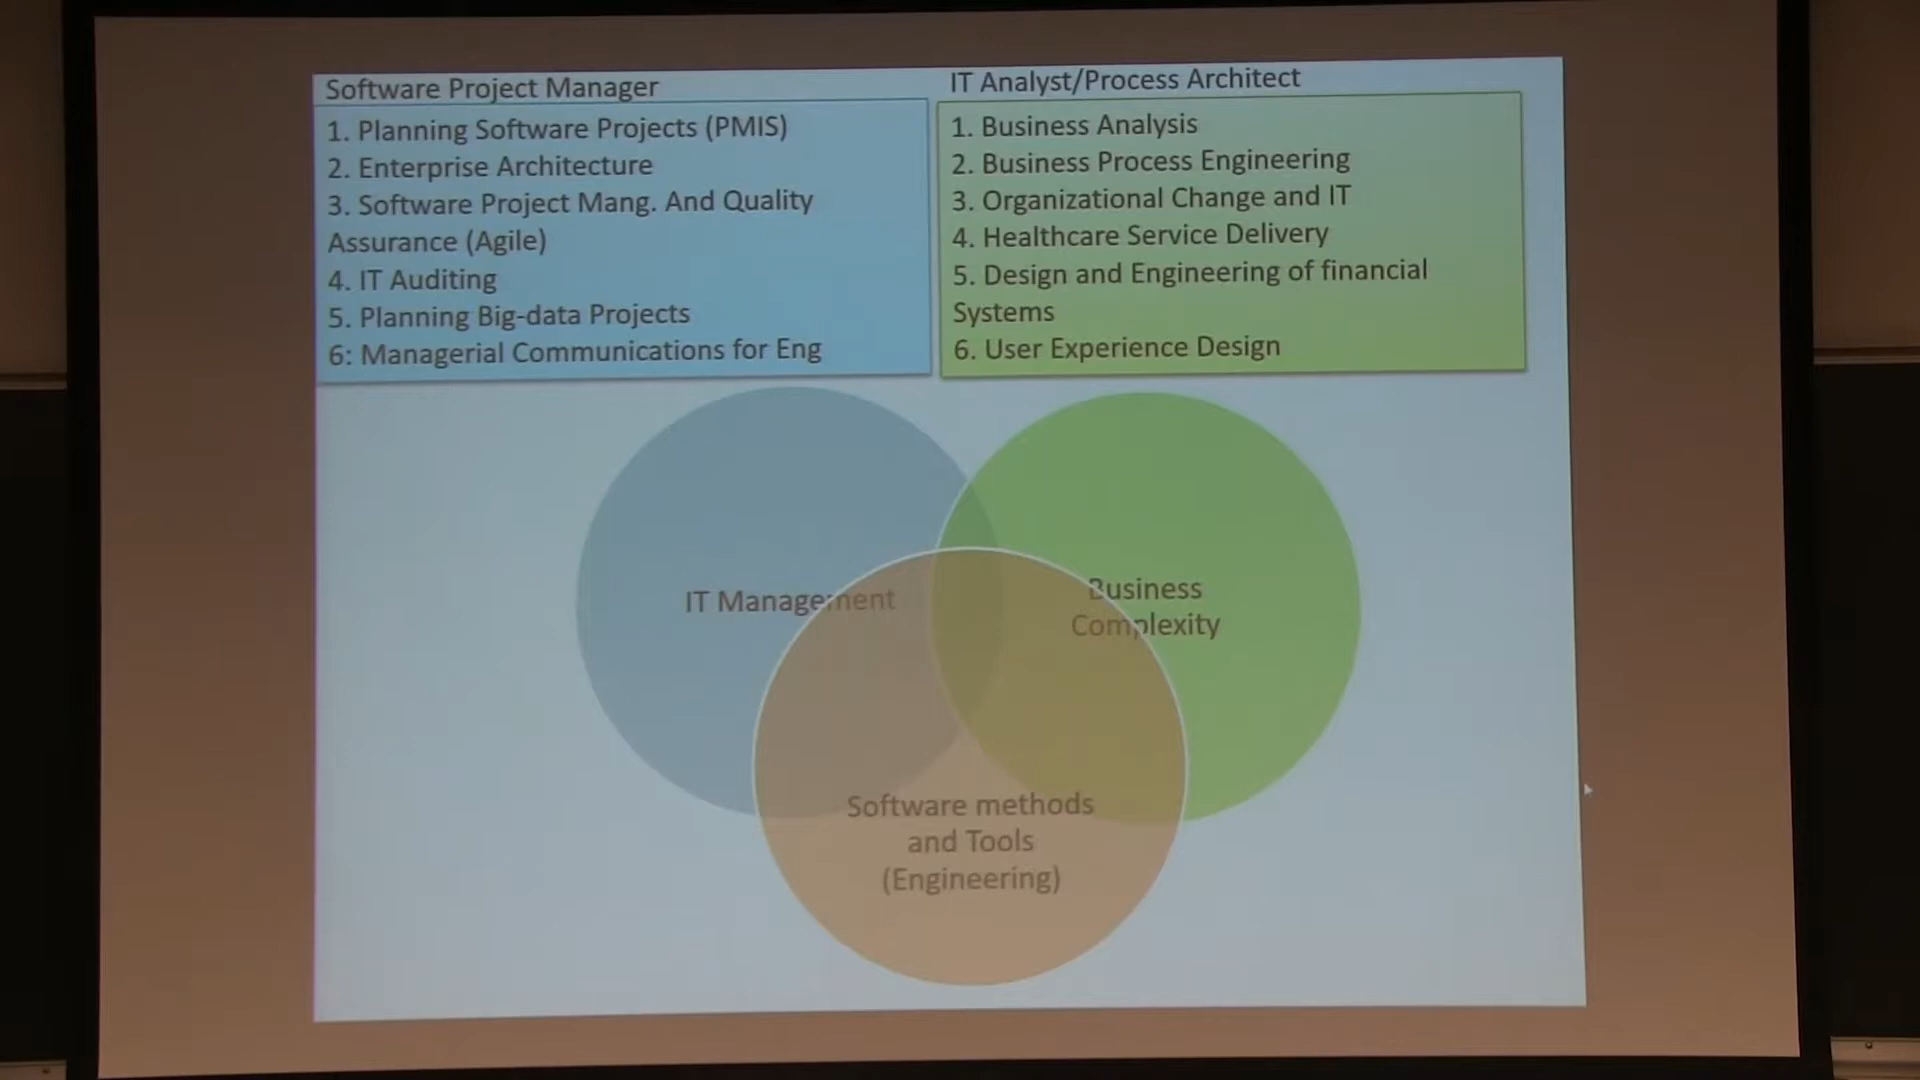 Software Project Manager
1. Planning Software Projects (PMIS)
2. Enterprise Architecture
3. Software Project Mang. And Quality
Assurance (Agile)
4. IT Auditing
5. Planning Big-data Projects
6: Managerial Communications for Eng
IT Analyst/Process Architect
1. Business Analysis
2. Business Process Engineering
3. Organizational Change and IT
4. Healthcare Service Delivery
5. Design and Engineering of financial
Systems
6. User Experience Design
IT Management
Business
Complexity
Software methods
and Tools
(Engineering)